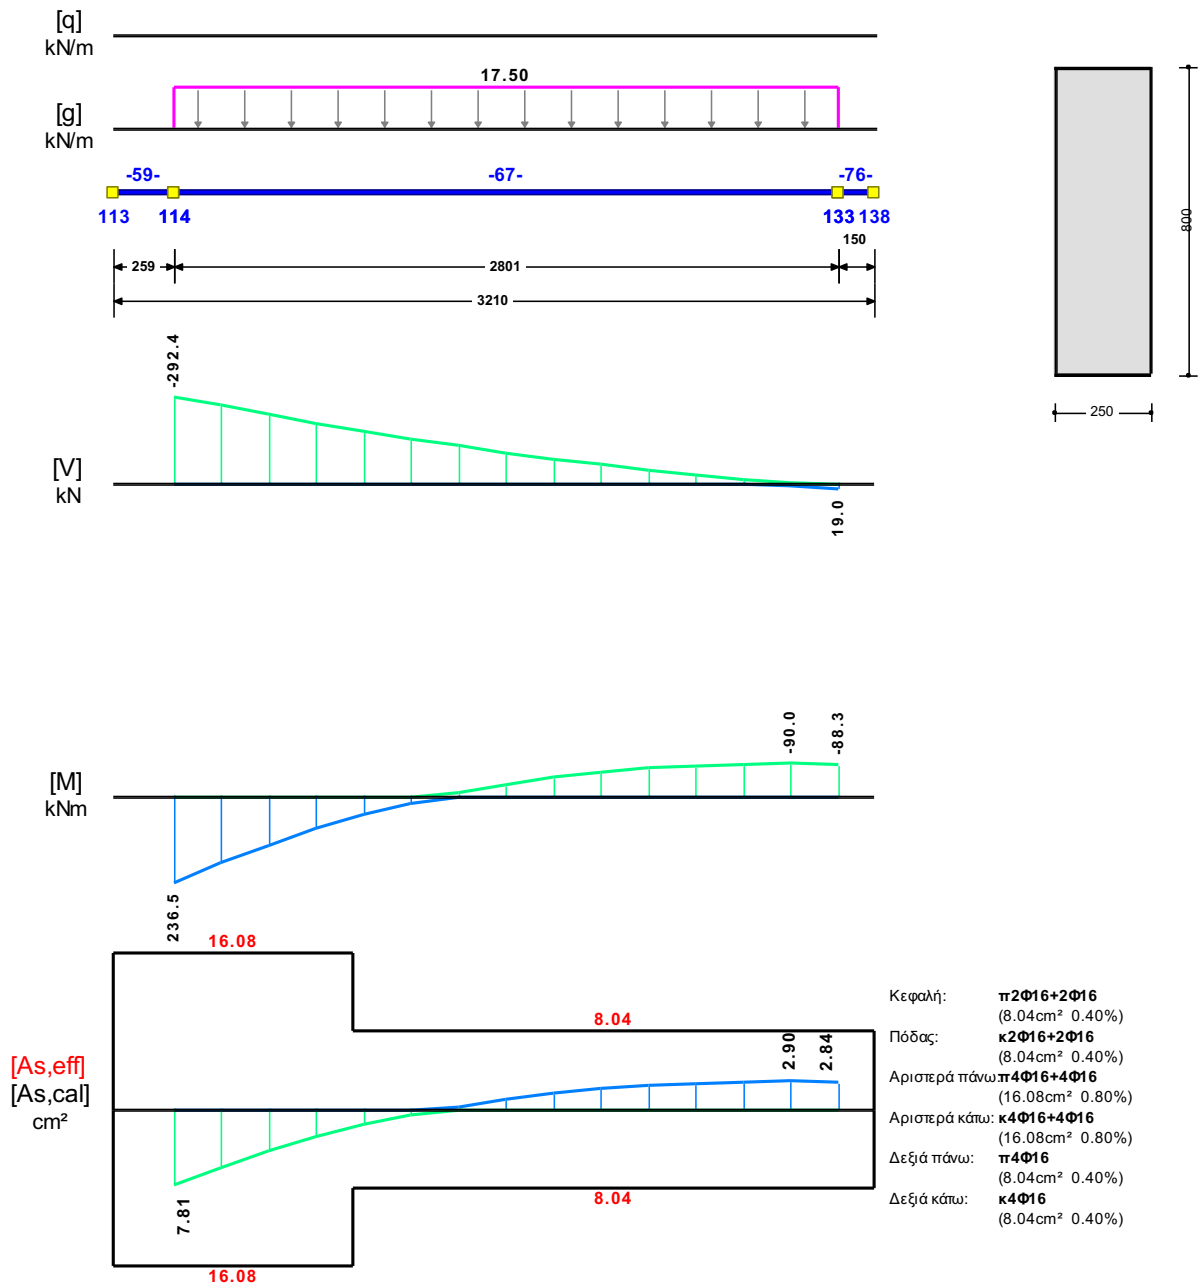 [q]
kN/m
17.50
[g]
kN/m
-59-
-67-
-76-
113
114
133
138
150
259
2801
3210
800
250
-292.4
[V]
kN
19.0
-90.0
-88.3
[M]
kNm
236.5
16.08
8.04
2.90
2.84
[As,eff]
[As,cal]
cm²
7.81
8.04
16.08
Κεφαλή: π2Φ16+2Φ16
(8.04cm² 0.40%)
Πόδας: κ2Φ16+2Φ16
(8.04cm² 0.40%)
Αριστερά πάνω: π4Φ16+4Φ16
(16.08cm² 0.80%)
Αριστερά κάτω: κ4Φ16+4Φ16
(16.08cm² 0.80%)
Δεξιά πάνω: π4Φ16
(8.04cm² 0.40%)
Δεξιά κάτω: κ4Φ16
(8.04cm² 0.40%)